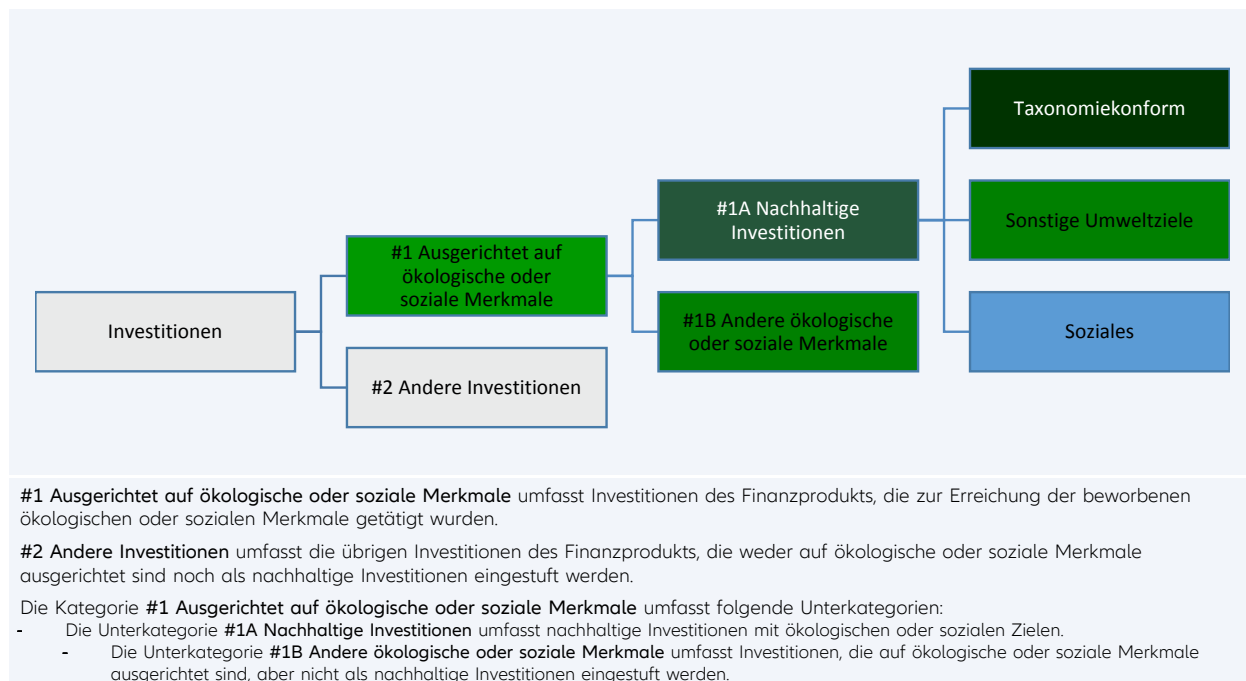 Taxonomiekonform
#1A Nachhaltige
Investitionen
Sonstige Umweltziele
#1 Ausgerichtet auf
ökologische oder
soziale Merkmale
Investitionen
#1B Andere ökologische
oder soziale Merkmale
Soziales
#2 Andere Investitionen
#1 Ausgerichtet auf ökologische oder soziale Merkmale umfasst Investitionen des Finanzprodukts, die zur Erreichung der beworbenen
ökologischen oder sozialen Merkmale getätigt wurden.
#2 Andere Investitionen umfasst die übrigen Investitionen des Finanzprodukts, die weder auf ökologische oder soziale Merkmale
ausgerichtet sind noch als nachhaltige Investitionen eingestuft werden.
Die Kategorie #1 Ausgerichtet auf ökologische oder soziale Merkmale umfasst folgende Unterkategorien:
- Die Unterkategorie #1A Nachhaltige Investitionen umfasst nachhaltige Investitionen mit ökologischen oder sozialen Zielen.
- Die Unterkategorie #1B Andere ökologische oder soziale Merkmale umfasst Investitionen, die auf ökologische oder soziale Merkmale
ausgerichtet sind, aber nicht als nachhaltige Investitionen eingestuft werden.